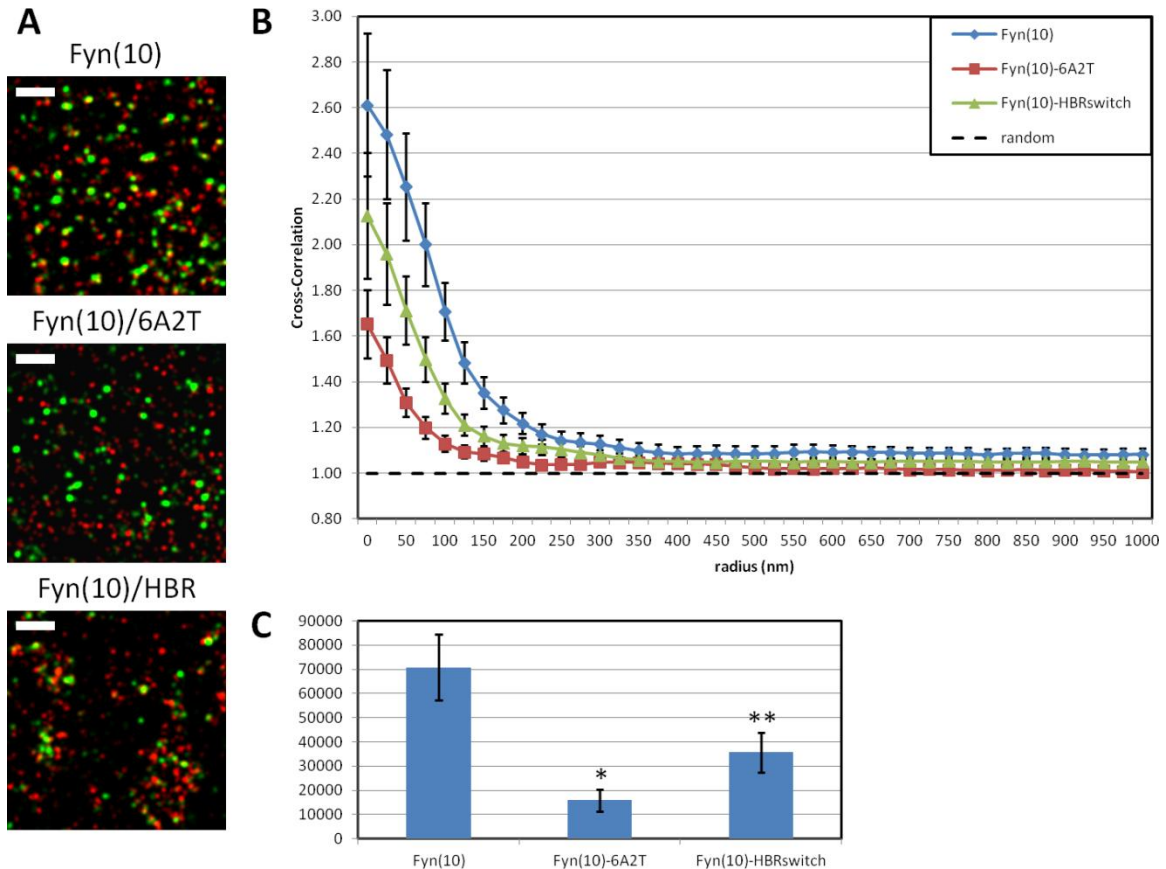 A
Fyn(10)
Fyn(10)/6A2T
Fyn(10)/HBR
B
3.00
2.80
2.60
2.40
2.20
2.00
1.80
1.60
1.40
1.20
1.00
0.80
Cross-Correlation
0 50 100 150 200 250 300 350 400 450 500 550 600 650 700 750 800 850 900 950 1000
radius (nm)
Fyn(10)
Fyn(10)-6A2T
Fyn(10)-HBRswitch
random
C
90000
80000
70000
60000
50000
40000
30000
20000
10000
0
*
**
Fyn(10) Fyn(10)-6A2T Fyn(10)-HBRswitch